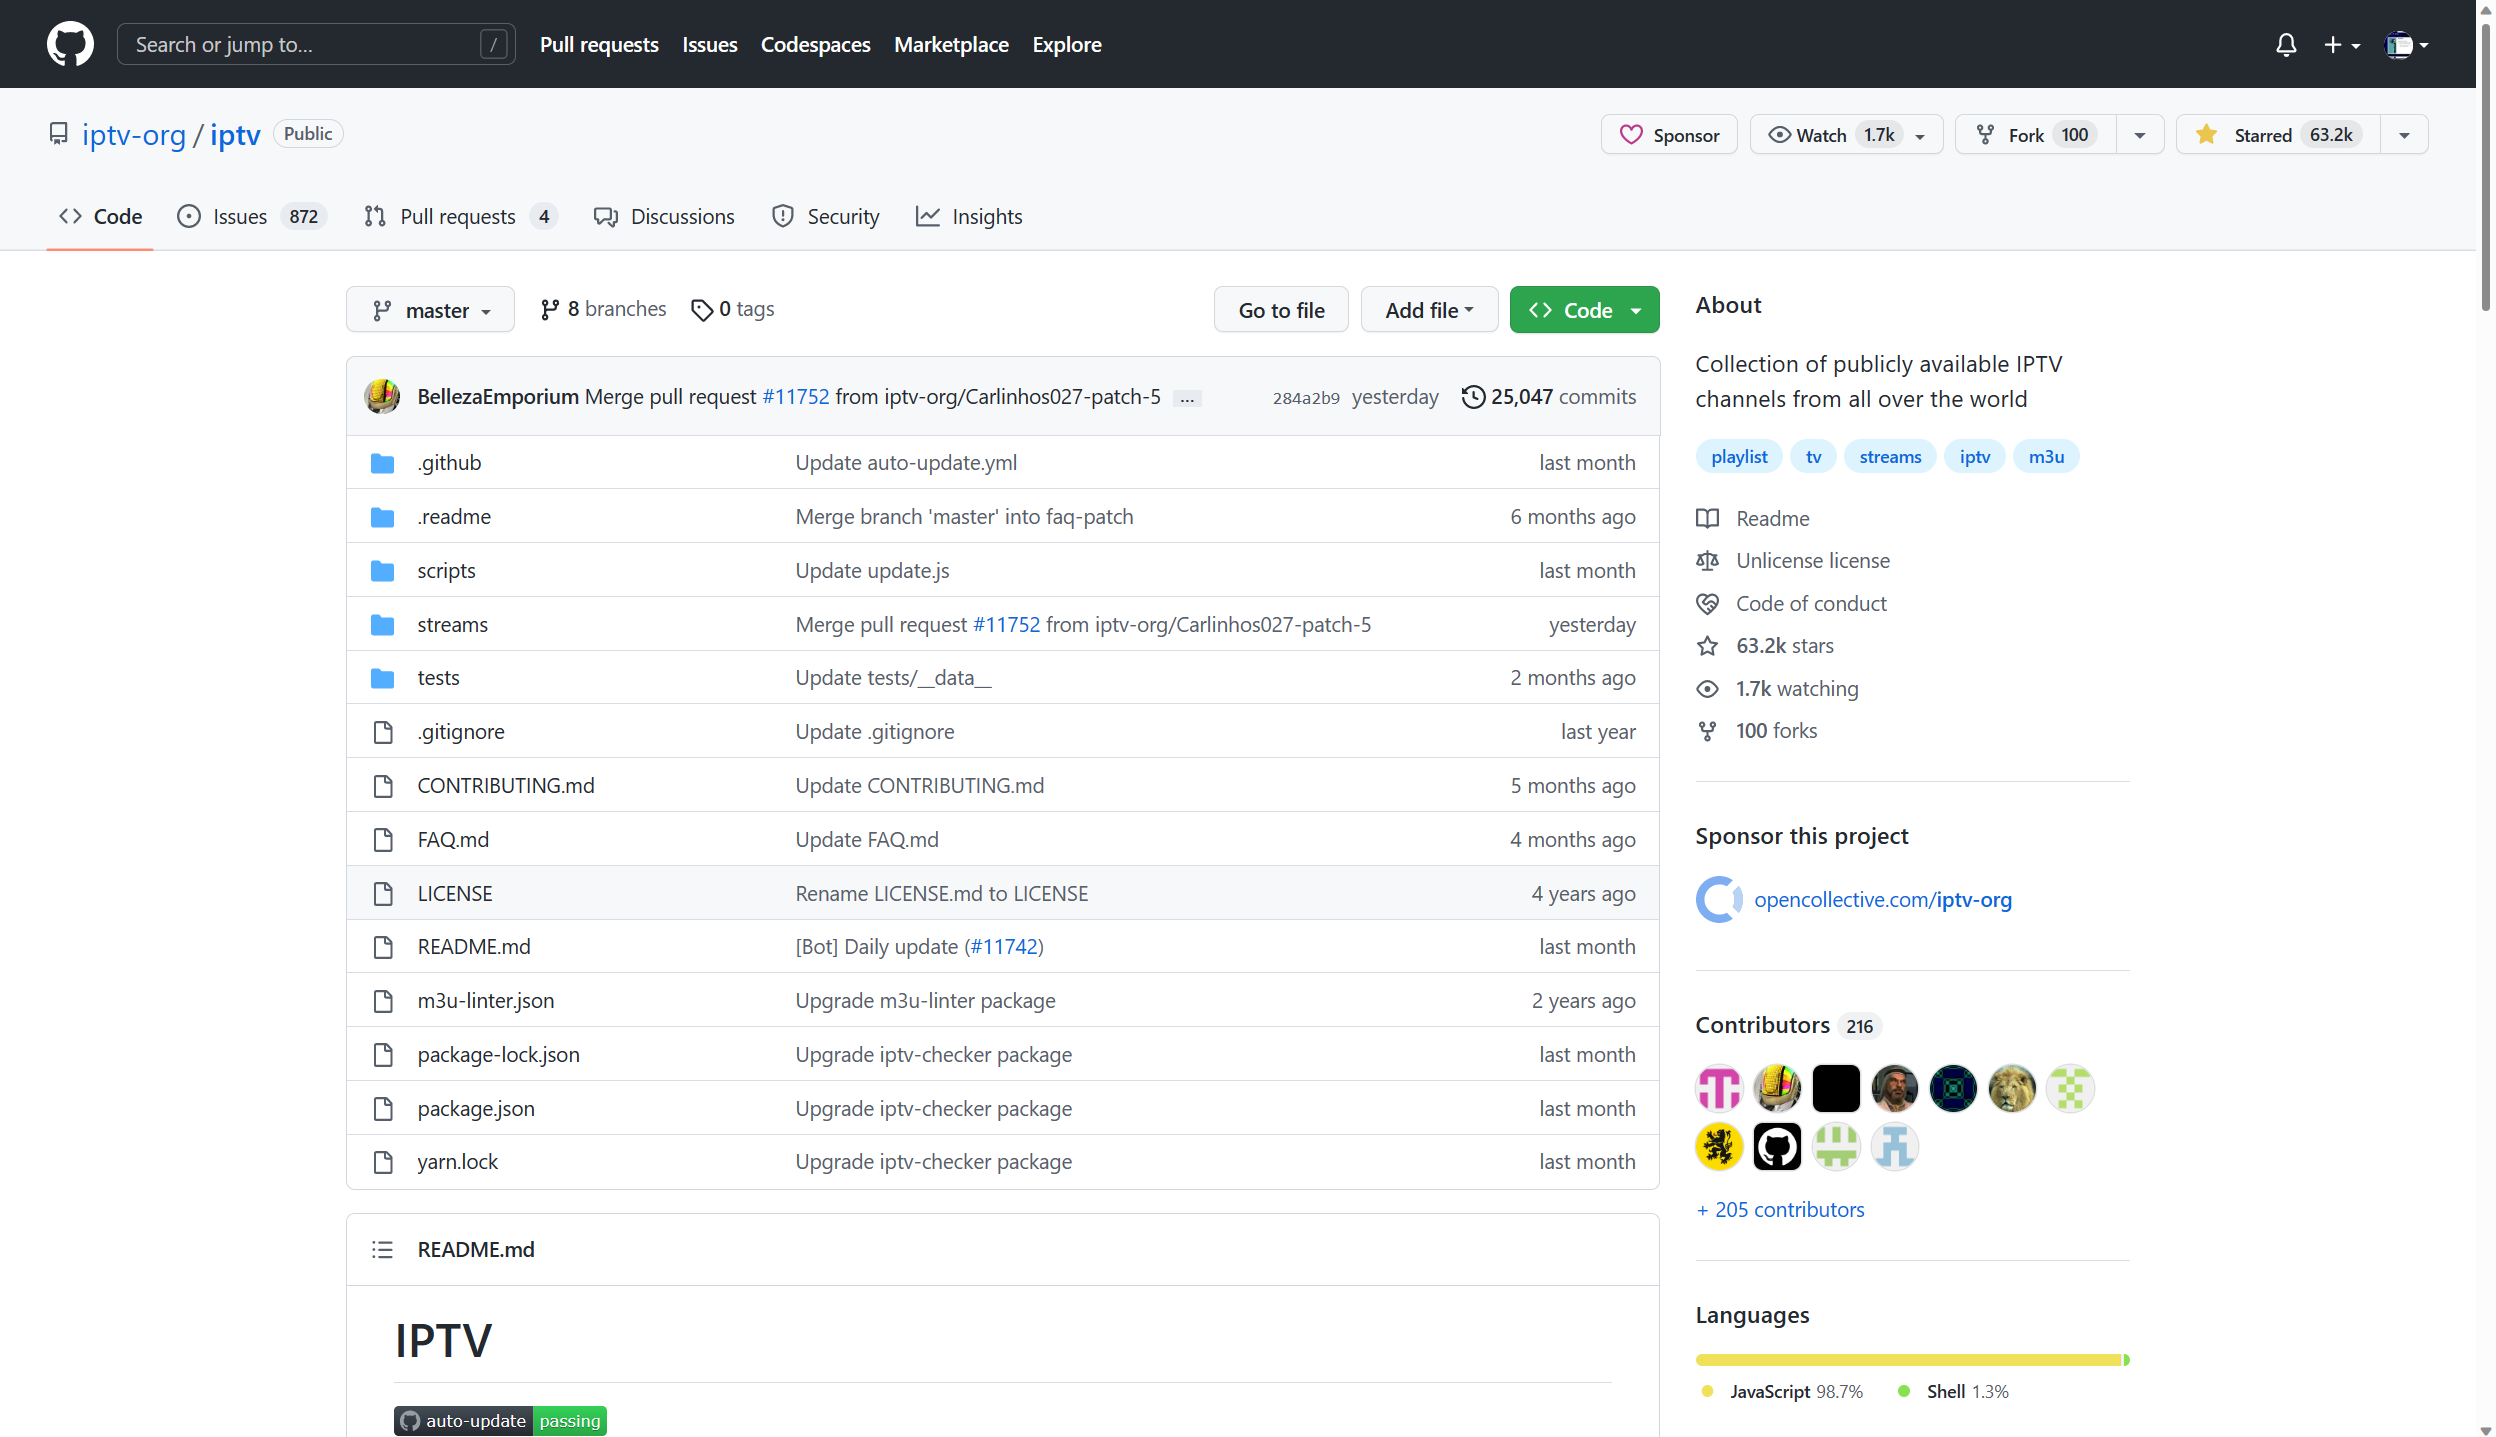 Search or jump to... /
Pull requests Issues Codespaces Marketplace Explore
iptv-org / iptv Public
Sponsor Watch 1.7k Fork 100 Starred 63.2k
Code Issues 872 Pull requests 4 Discussions Security Insights
master 8 branches 0 tags Go to file Add file Code
BellezaEmporium Merge pull request #11752 from iptv-org/Carlinhos027-patch-5 ... 284a2b9 yesterday 25,047 commits
.github Update auto-update.yml last month
.readme Merge branch 'master' into faq-patch 6 months ago
scripts Update update.js last month
streams Merge pull request #11752 from iptv-org/Carlinhos027-patch-5 yesterday
tests Update tests/__data__ 2 months ago
.gitignore Update .gitignore last year
CONTRIBUTING.md Update CONTRIBUTING.md 5 months ago
FAQ.md Update FAQ.md 4 months ago
LICENSE Rename LICENSE.md to LICENSE 4 years ago
README.md [Bot] Daily update (#11742) last month
m3u-linter.json Upgrade m3u-linter package 2 years ago
package-lock.json Upgrade iptv-checker package last month
package.json Upgrade iptv-checker package last month
yarn.lock Upgrade iptv-checker package last month
README.md
IPTV
auto-update passing
About
Collection of publicly available IPTV
channels from all over the world
playlist tv streams iptv m3u
Readme
Unlicense license
Code of conduct
63.2k stars
1.7k watching
100 forks
Sponsor this project
opencollective.com/iptv-org
Contributors 216
+ 205 contributors
Languages
JavaScript 98.7% Shell 1.3%